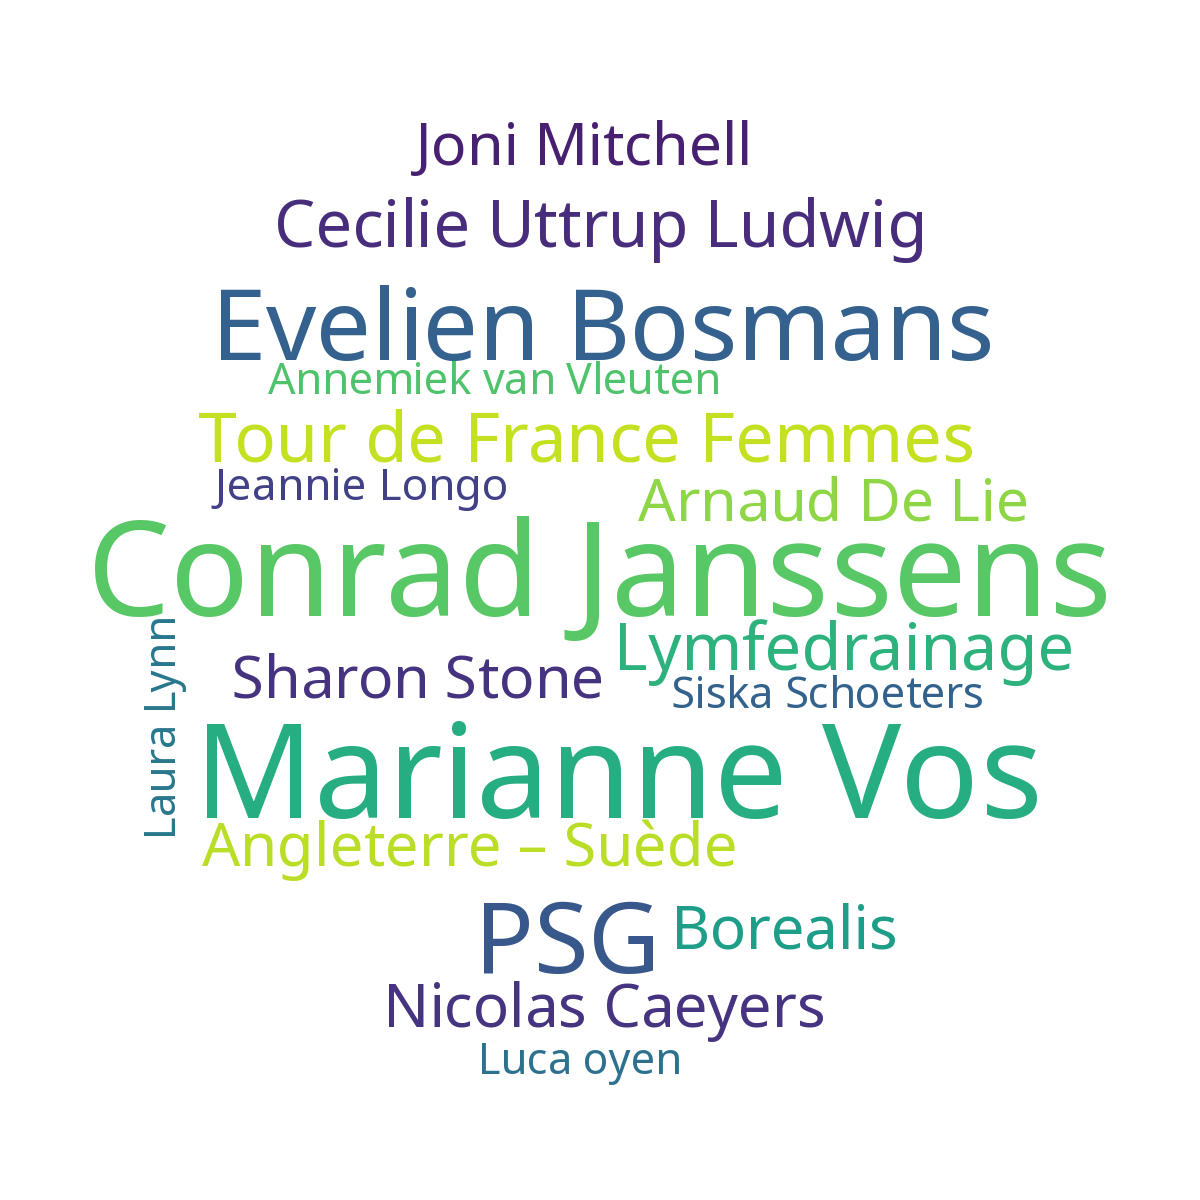 Joni Mitchell
Cecilie Uttrup Ludwig
Evelien Bosmans
Annemiek van Vleuten
Tour de France Femmes
Jeannie Longo
Arnaud De Lie
Conrad Janssens
Laura Lynn
Lymfedrainage
Sharon Stone
Siska Schoeters
Marianne Vos
Angleterre – Suède
PSG
Borealis
Nicolas Caeyers
Luca oyen